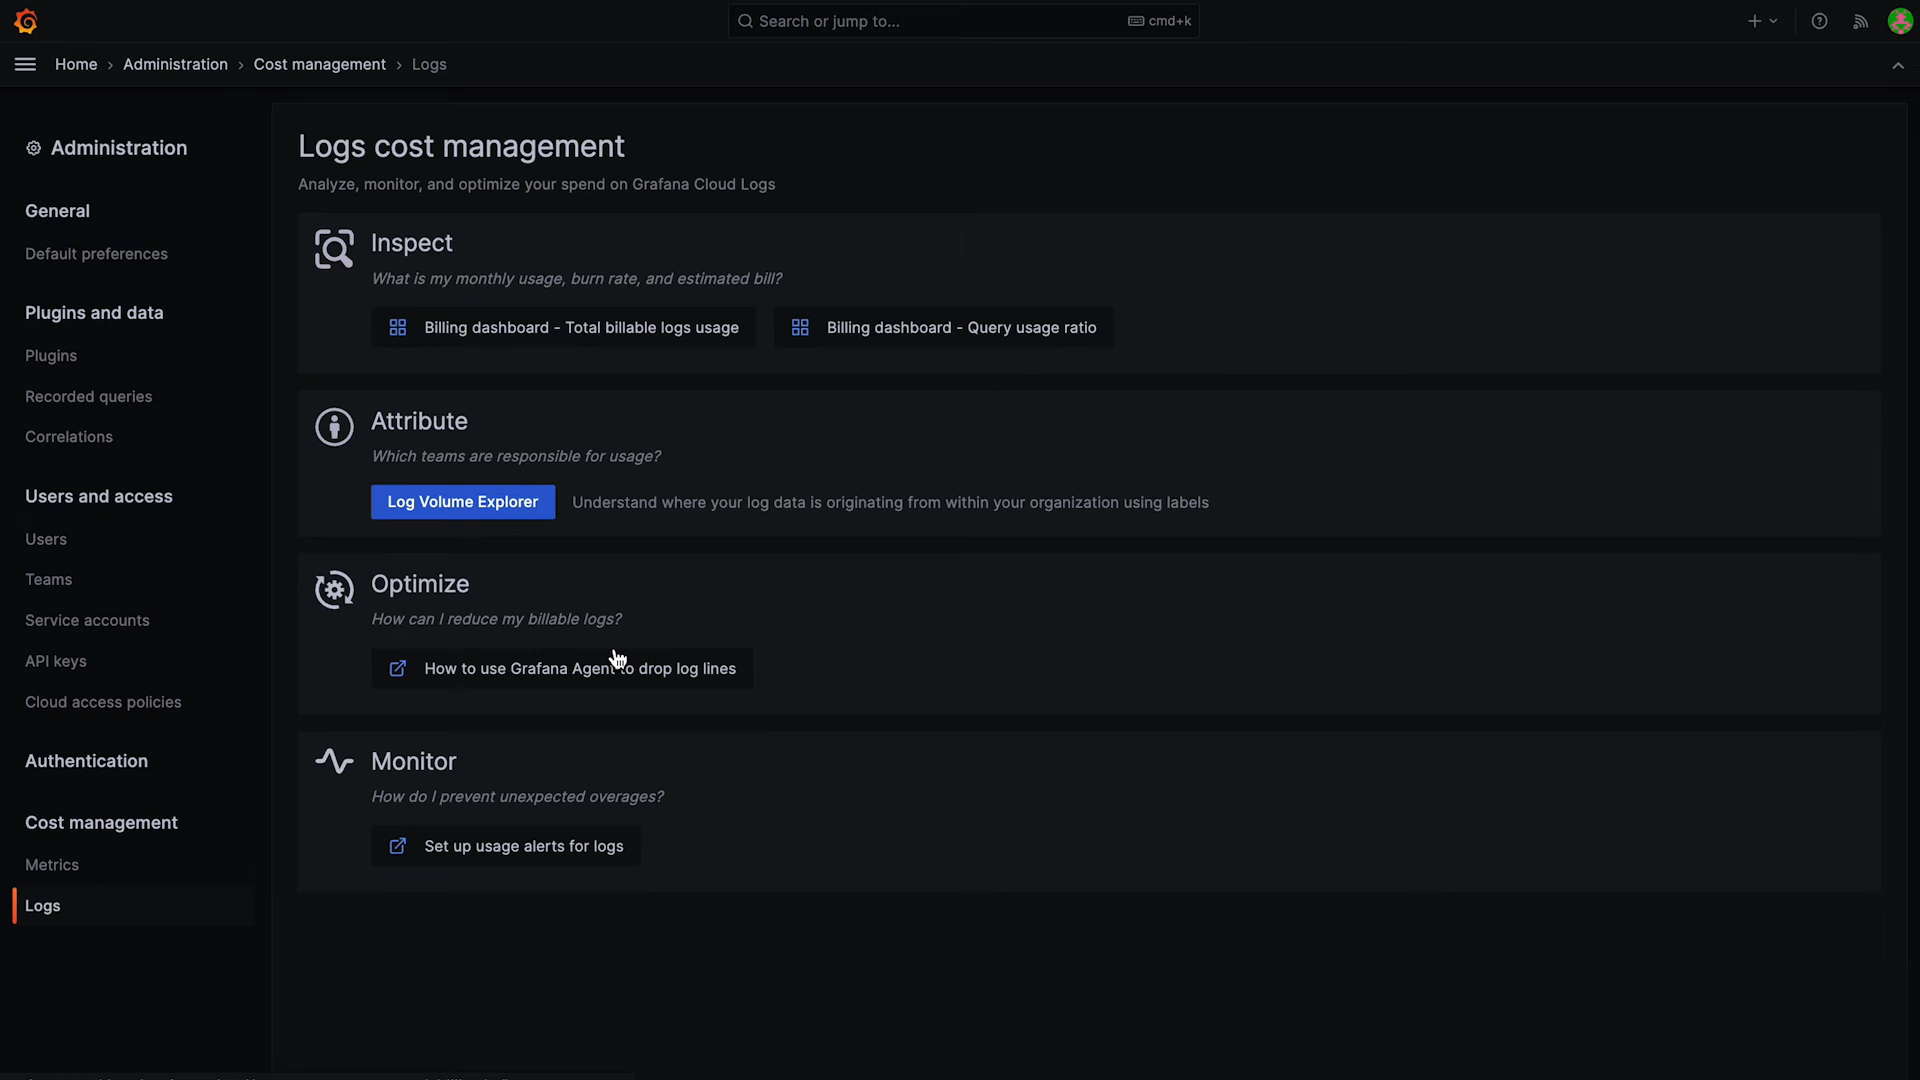 Search or jump to...
cmd+k
Home › Administration › Cost management › Logs
Administration
General
Default preferences
Plugins and data
Plugins
Recorded queries
Correlations
Users and access
Users
Teams
Service accounts
API keys
Cloud access policies
Authentication
Cost management
Metrics
Logs
Logs cost management
Analyze, monitor, and optimize your spend on Grafana Cloud Logs
Inspect
What is my monthly usage, burn rate, and estimated bill?
Billing dashboard - Total billable logs usage
Billing dashboard - Query usage ratio
Attribute
Which teams are responsible for usage?
Log Volume Explorer
Understand where your log data is originating from within your organization using labels
Optimize
How can I reduce my billable logs?
How to use Grafana Agent to drop log lines
Monitor
How do I prevent unexpected overages?
Set up usage alerts for logs